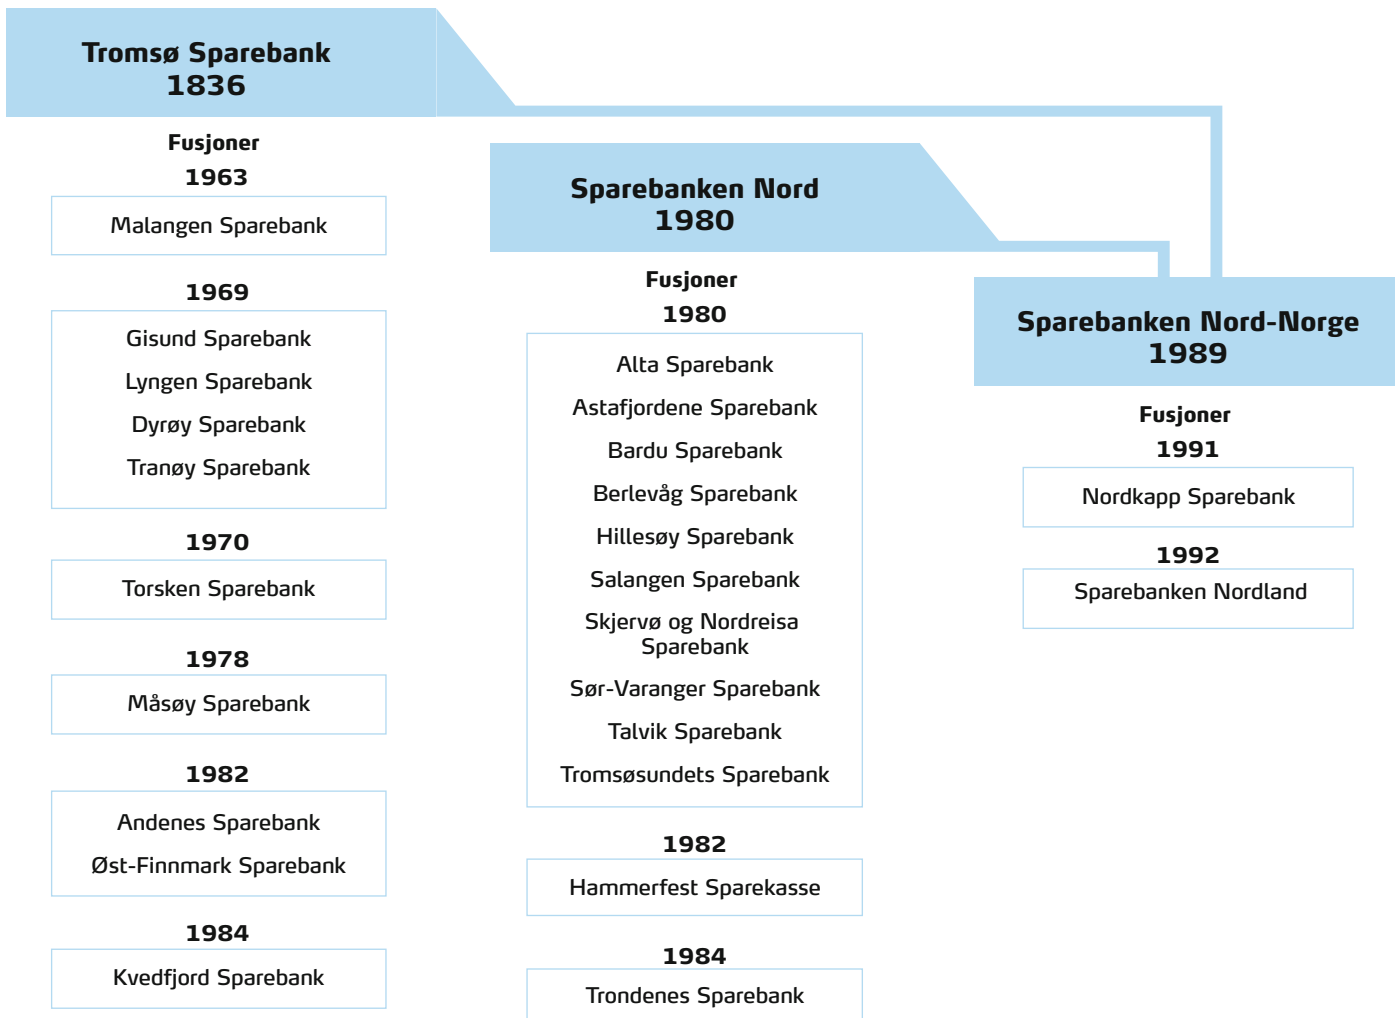 Tromsø Sparebank
1836
Fusjoner
1963
Malangen Sparebank
1969
Gisund Sparebank
Lyngen Sparebank
Dyrøy Sparebank
Tranøy Sparebank
1970
Torsken Sparebank
1978
Måsøy Sparebank
1982
Andenes Sparebank
Øst-Finnmark Sparebank
1984
Kvedfjord Sparebank
Sparebanken Nord
1980
Fusjoner
1980
Alta Sparebank
Astafjordene Sparebank
Bardu Sparebank
Berlevåg Sparebank
Hillesøy Sparebank
Salangen Sparebank
Skjervø og Nordreisa
Sparebank
Sør-Varanger Sparebank
Talvik Sparebank
Tromsøsundets Sparebank
1982
Hammerfest Sparekasse
1984
Trondenes Sparebank
Sparebanken Nord-Norge
1989
Fusjoner
1991
Nordkapp Sparebank
1992
Sparebanken Nordland